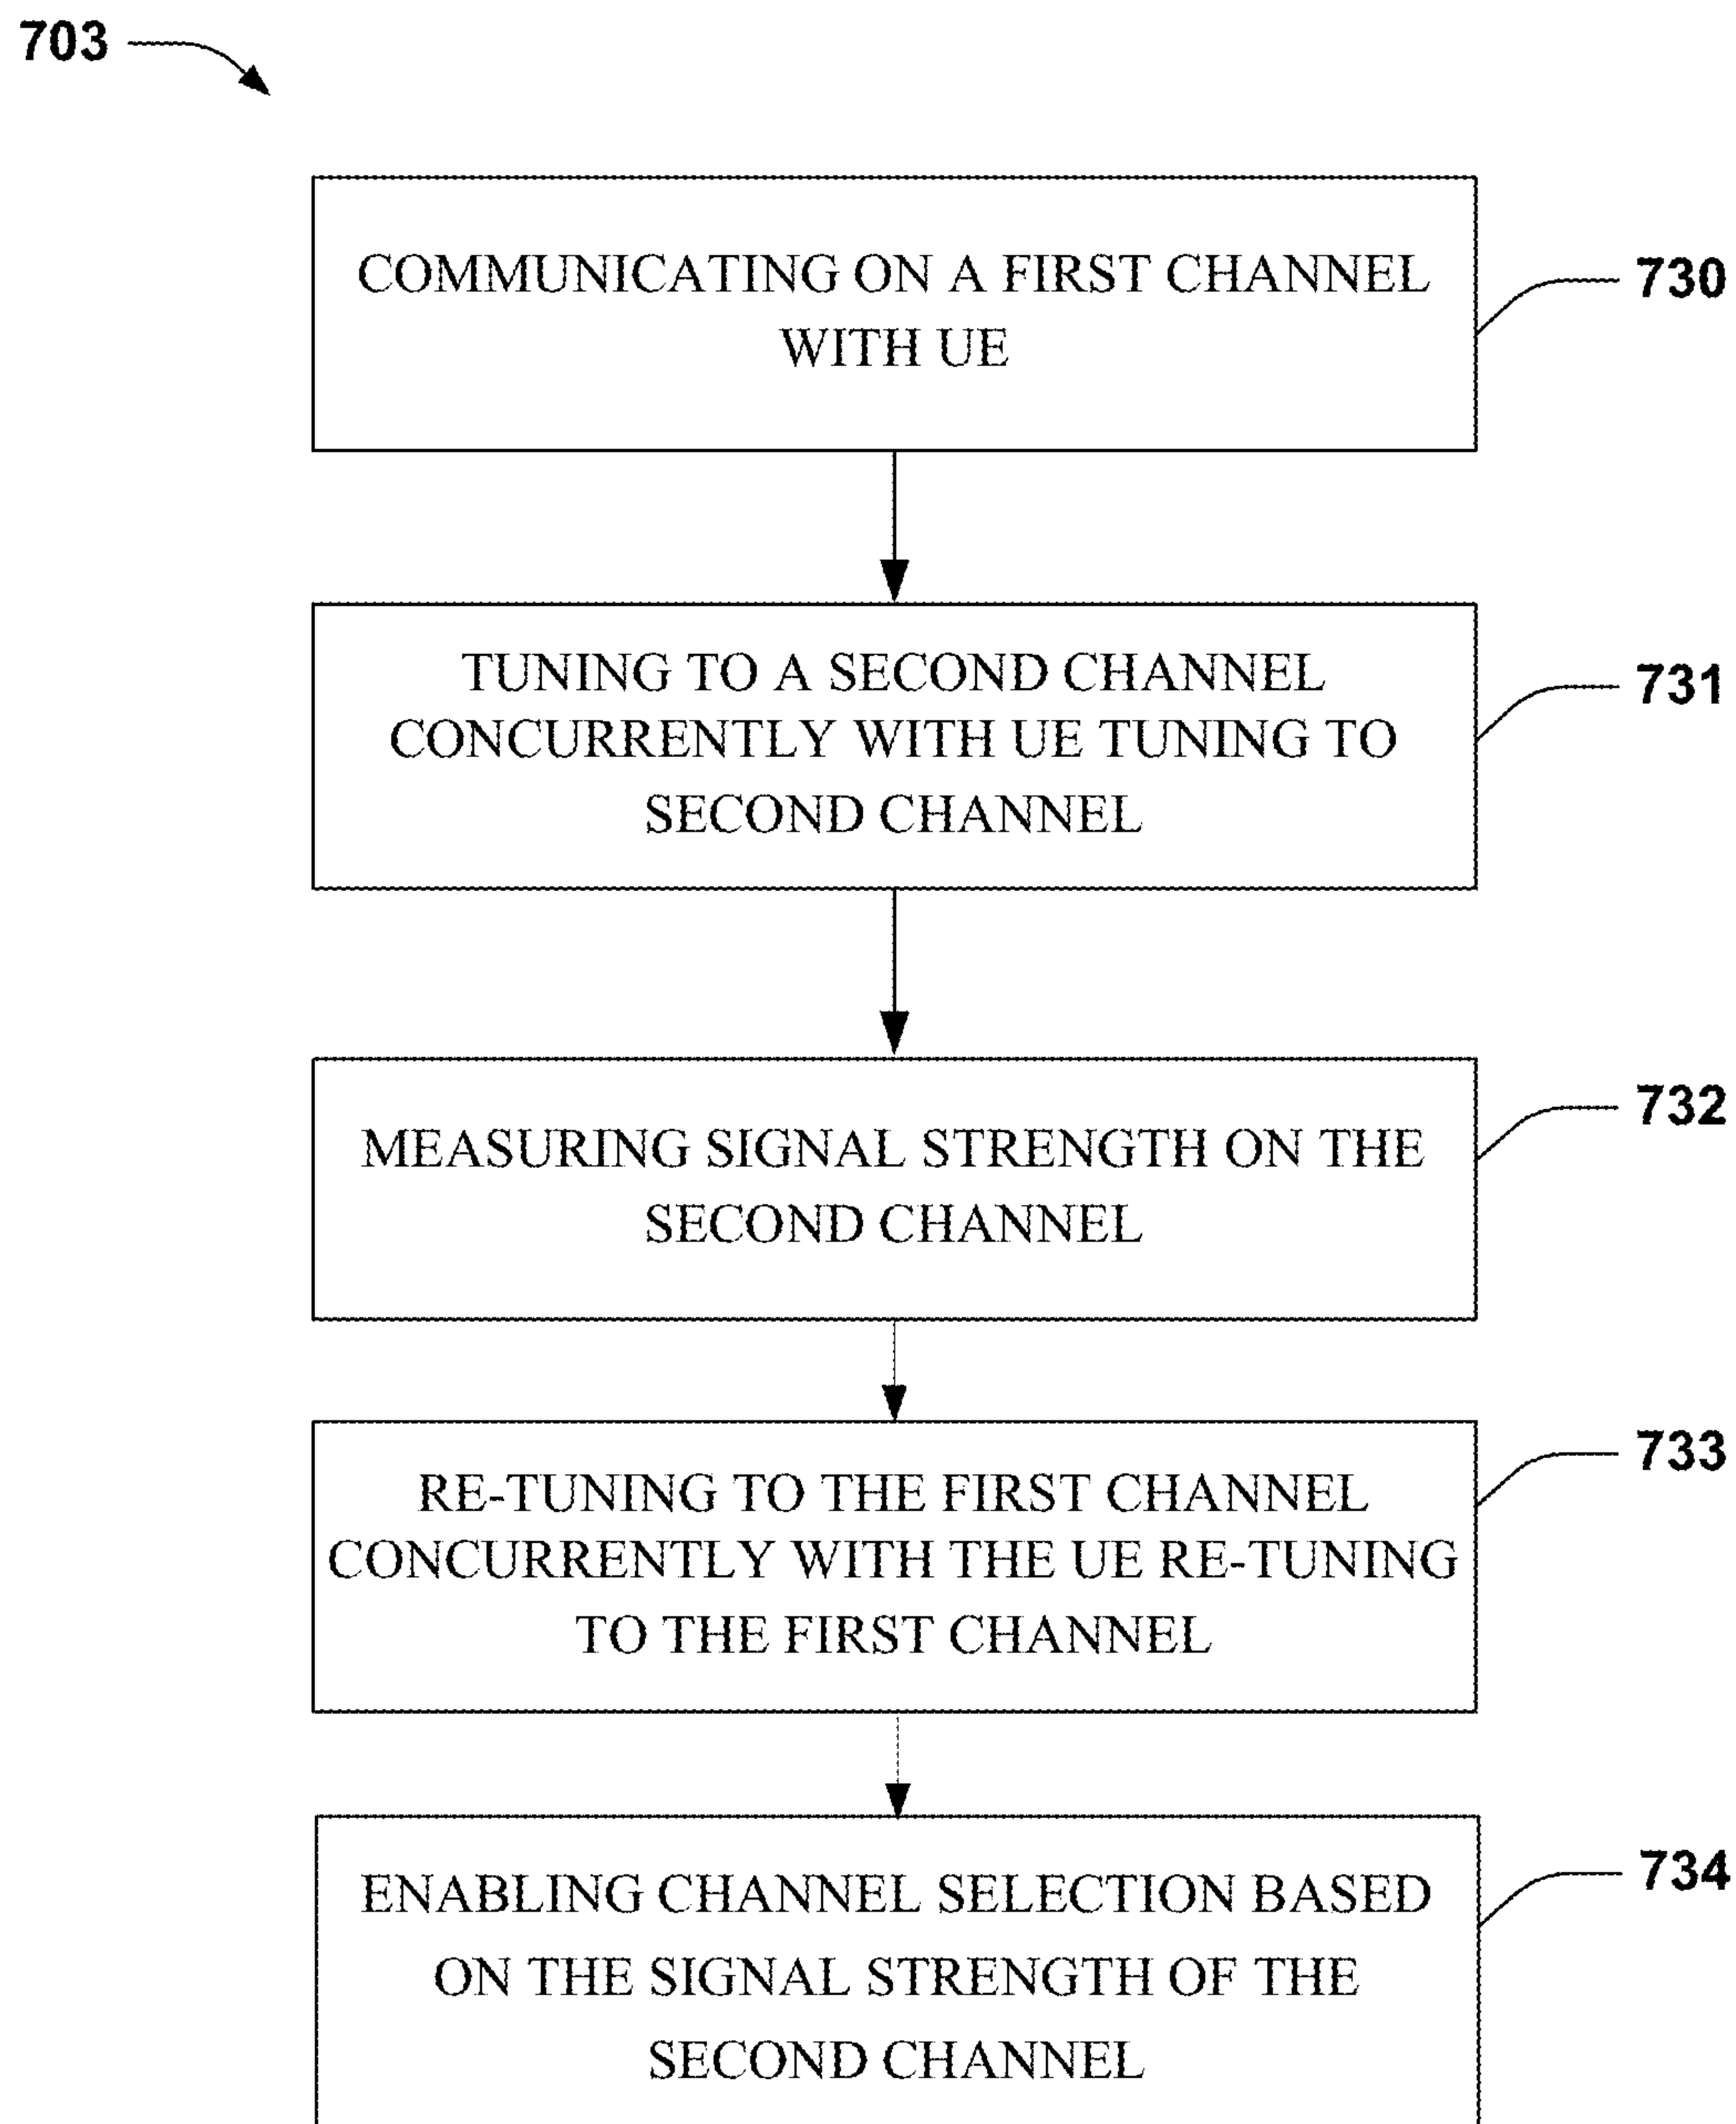 703
COMMUNICATING ON A FIRST CHANNEL
WITH UE
730
TUNING TO A SECOND CHANNEL
CONCURRENTLY WITH UE TUNING TO
SECOND CHANNEL
731
MEASURING SIGNAL STRENGTH ON THE
SECOND CHANNEL
732
RE-TUNING TO THE FIRST CHANNEL
CONCURRENTLY WITH THE UE RE-TUNING
TO THE FIRST CHANNEL
733
ENABLING CHANNEL SELECTION BASED
ON THE SIGNAL STRENGTH OF THE
SECOND CHANNEL
734